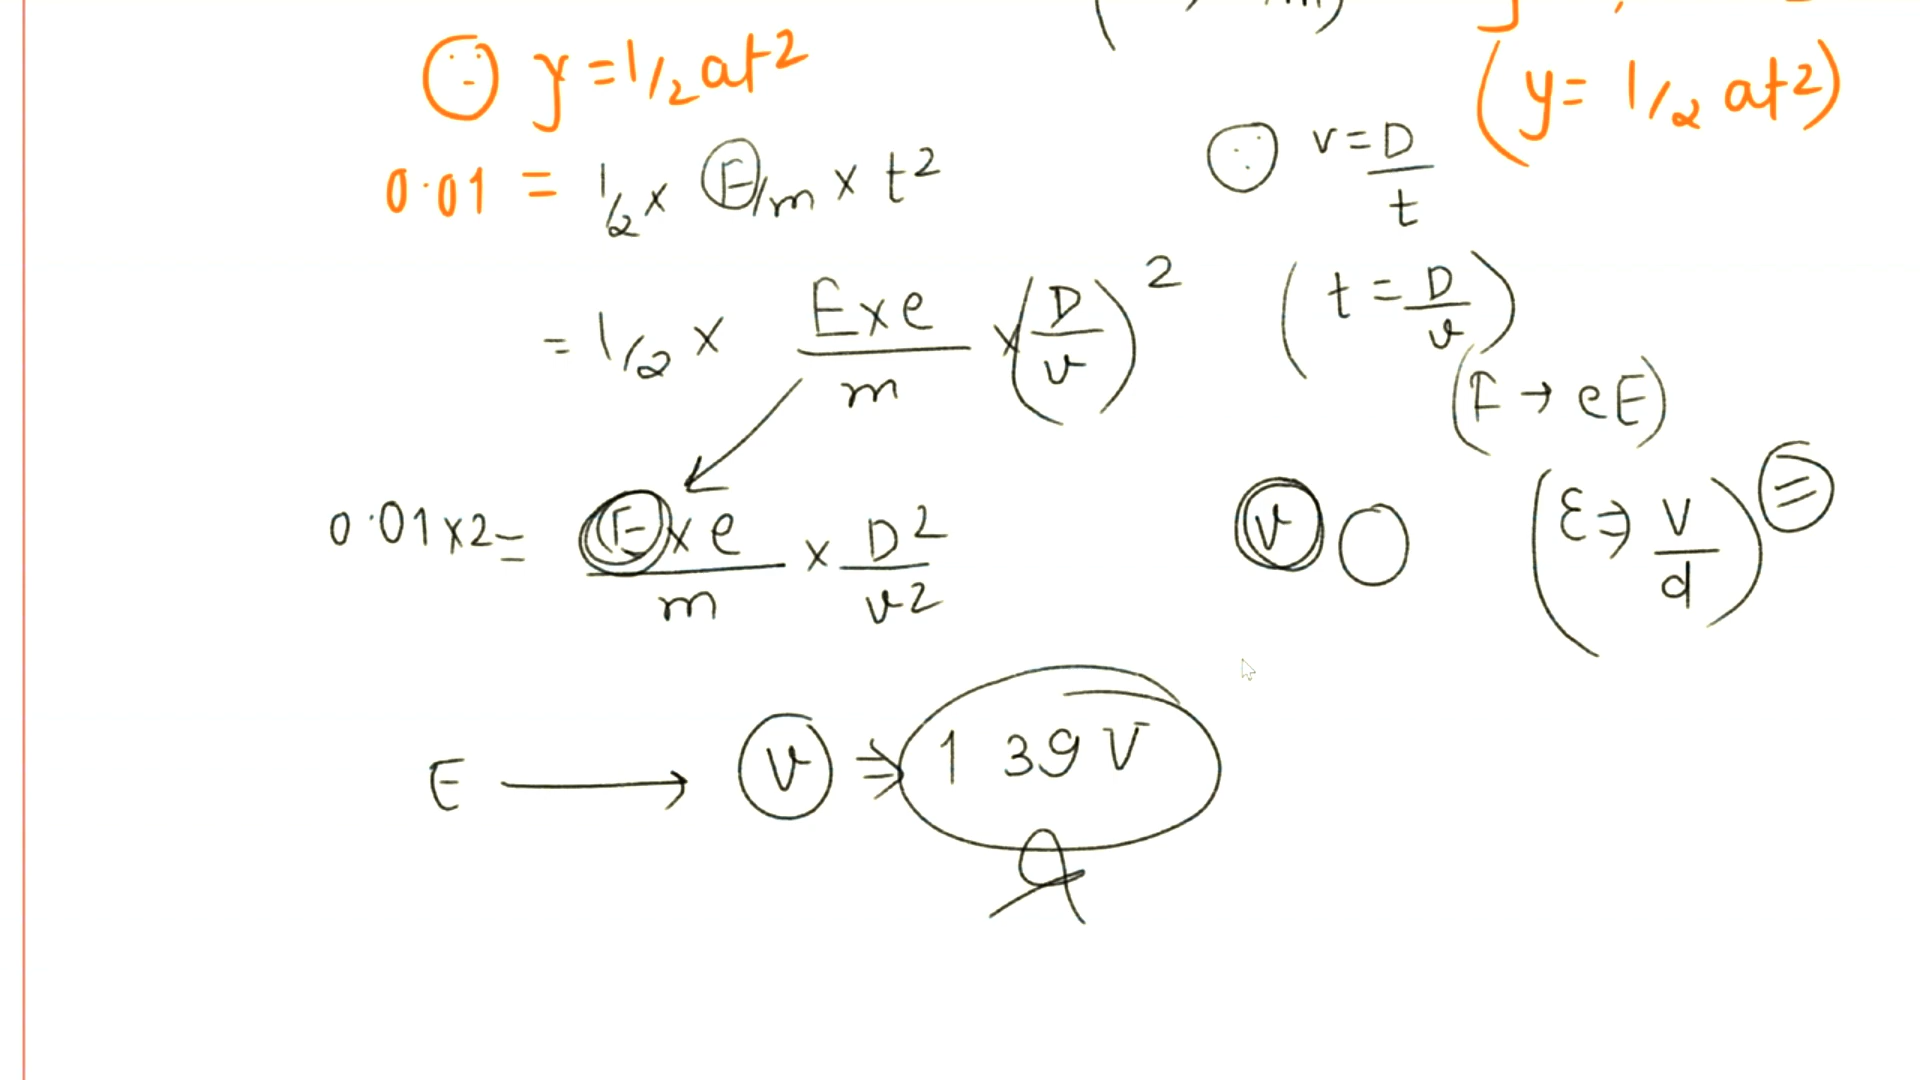 y = 1/2 at2
(y = 1/2 at2)
0.01 = 1/2 x F/m x t2
v = D/t
= 1/2 x E x e/m x (D/v)2
(t = D/v)
(F → eE)
0.01 x 2 = E x e/m x D2/v2
V
(E ⇒ V/d) =
E → V ⇒ 139 V